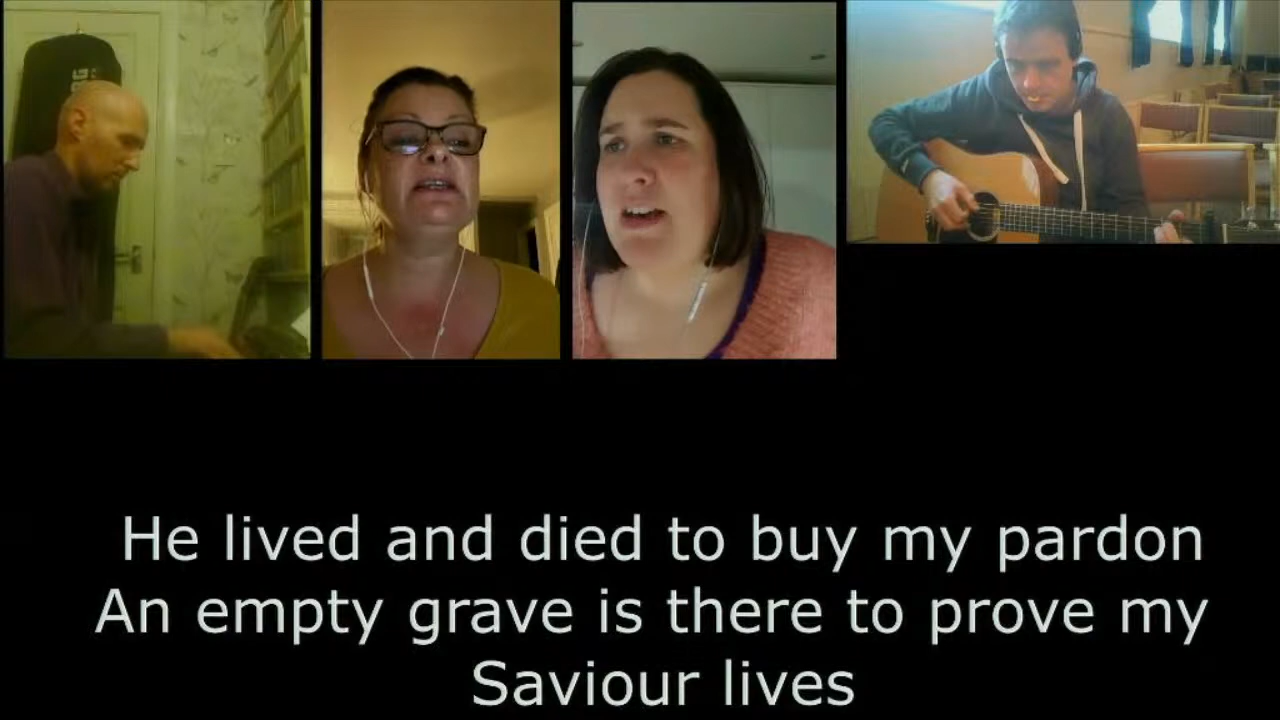 He lived and died to buy my pardon
An empty grave is there to prove my
Saviour lives